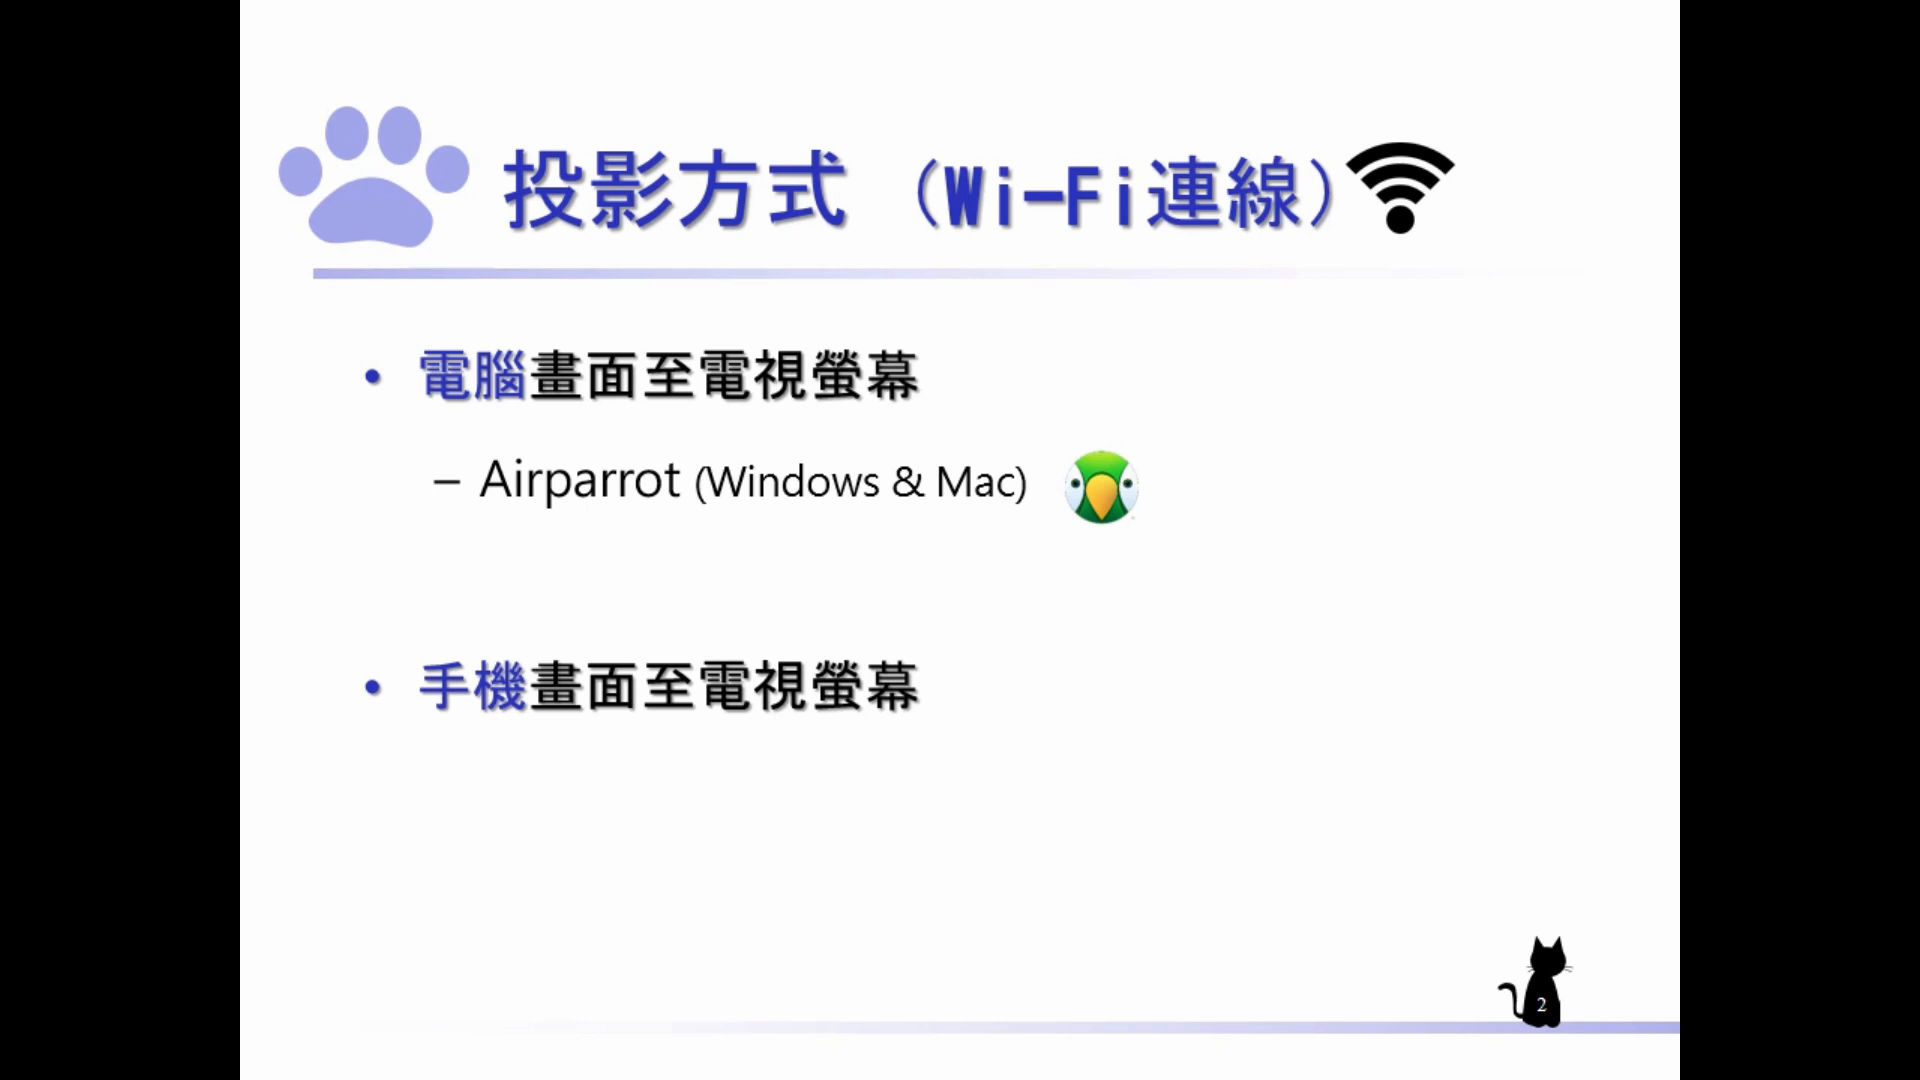 投影方式 (Wi-Fi連線)
• 電腦畫面至電視螢幕
– Airparrot (Windows & Mac)
• 手機畫面至電視螢幕
2